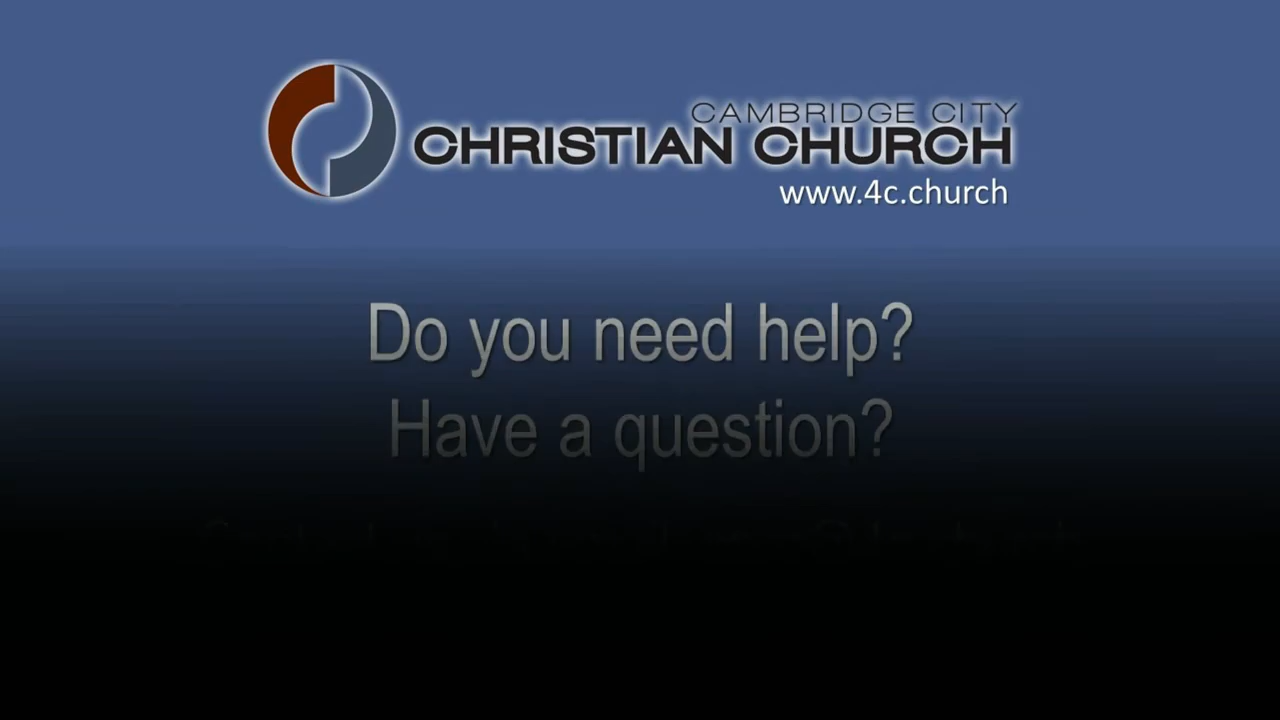 CAMBRIDGE CITY
CHRISTIAN CHURCH
www.4c.church
Do you need help?
Have a question?